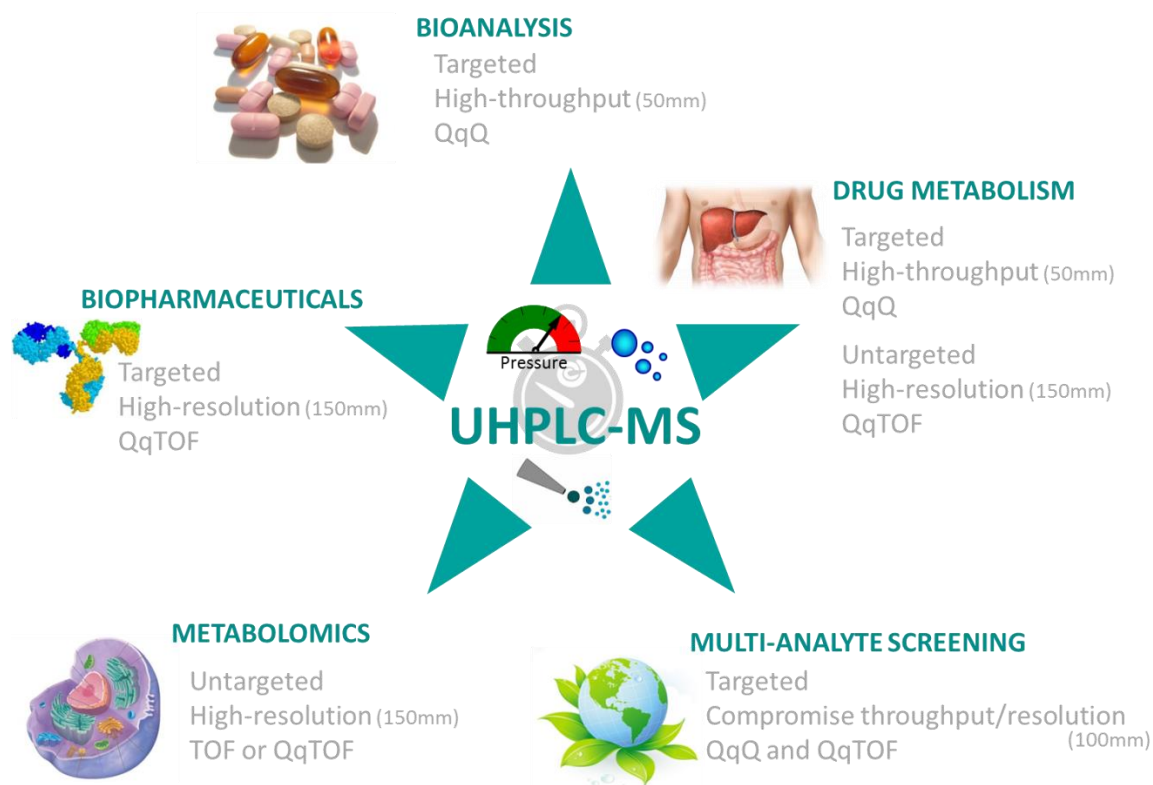 BIOANALYSIS
Targeted
High-throughput (50mm)
QqQ
DRUG METABOLISM
Targeted
High-throughput (50mm)
QqQ
Untargeted
High-resolution (150mm)
QqTOF
BIOPHARMACEUTICALS
Targeted
High-resolution (150mm)
QqTOF
Pressure
UHPLC-MS
METABOLOMICS
Untargeted
High-resolution (150mm)
TOF or QqTOF
MULTI-ANALYTE SCREENING
Targeted
Compromise throughput/resolution
(100mm)
QqQ and QqTOF